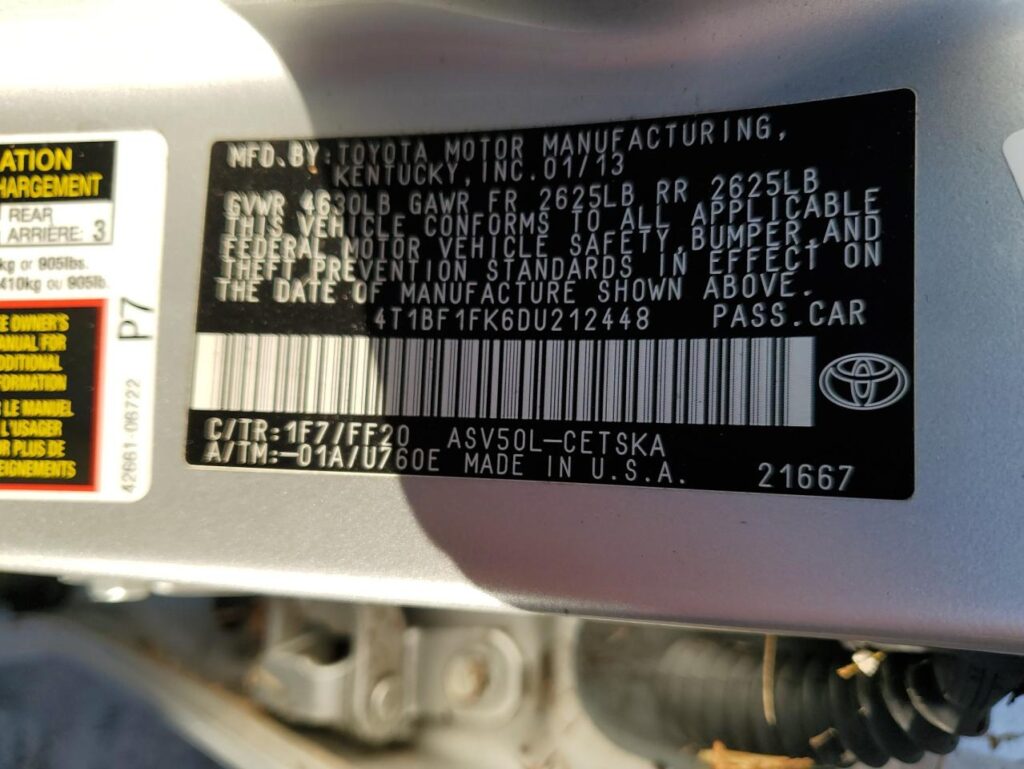 ATION
HARGEMENT
REAR
ARRIÈRE: 3
kg or 905lbs.
410kg ou 905lb.
E OWNER'S
ANUAL FOR
DDITIONAL
FORMATION
LE MANUEL
L'USAGER
R PLUS DE
EIGNEMENTS
42661-06722
P7
MFD. BY: TOYOTA MOTOR MANUFACTURING,
KENTUCKY, INC. 01/13
GVWR 4630LB GAWR FR 2625LB RR 2625LB
THIS VEHICLE CONFORMS TO ALL APPLICABLE
FEDERAL MOTOR VEHICLE SAFETY, BUMPER AND
THEFT PREVENTION STANDARDS IN EFFECT ON
THE DATE OF MANUFACTURE SHOWN ABOVE.
4T1BF1FK6DU212448 PASS. CAR
C/TR: 1F7/FF20 ASV50L-CETSKA
A/TM: -01A/U760E MADE IN U.S.A. 21667